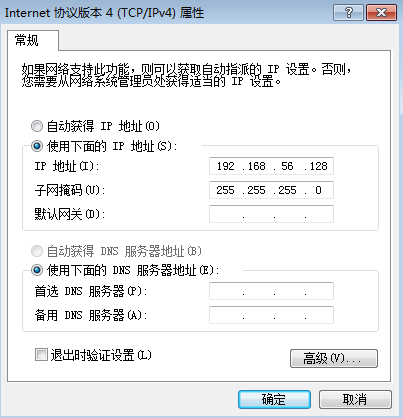 Internet 协议版本 4 (TCP/IPv4) 属性
常规
如果网络支持此功能，则可以获取自动指派的 IP 设置。否则，
您需要从网络系统管理员处获得适当的 IP 设置。
自动获得 IP 地址(O)
使用下面的 IP 地址(S):
IP 地址(I): 192 .168 . 56 .128
子网掩码(U): 255 .255 .255 . 0
默认网关(D): . . .
自动获得 DNS 服务器地址(B)
使用下面的 DNS 服务器地址(E):
首选 DNS 服务器(P): . . .
备用 DNS 服务器(A): . . .
退出时验证设置(L)
高级(V)...
确定 取消